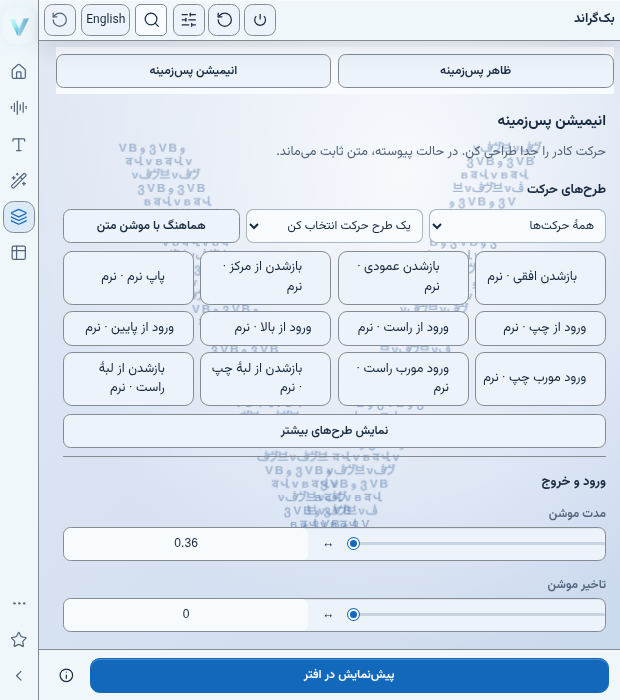 بک‌گراند
English
ظاهر پس‌زمینه
انیمیشن پس‌زمینه
انیمیشن پس‌زمینه
حرکت کادر را جدا طراحی کن. در حالت پیوسته، متن ثابت می‌ماند.
طرح‌های حرکت
همهٔ حرکت‌ها
یک طرح حرکت انتخاب کن
هماهنگ با موشن متن
بازشدن افقی · نرم
بازشدن عمودی ·
نرم
بازشدن از مرکز ·
نرم
پاپ نرم · نرم
ورود از چپ · نرم
ورود از راست · نرم
ورود از بالا · نرم
ورود از پایین · نرم
ورود مورب چپ · نرم
ورود مورب راست ·
نرم
بازشدن از لبهٔ چپ
· نرم
بازشدن از لبهٔ
راست · نرم
نمایش طرح‌های بیشتر
ورود و خروج
مدت موشن
0.36
تاخیر موشن
0
پیش‌نمایش در افتر